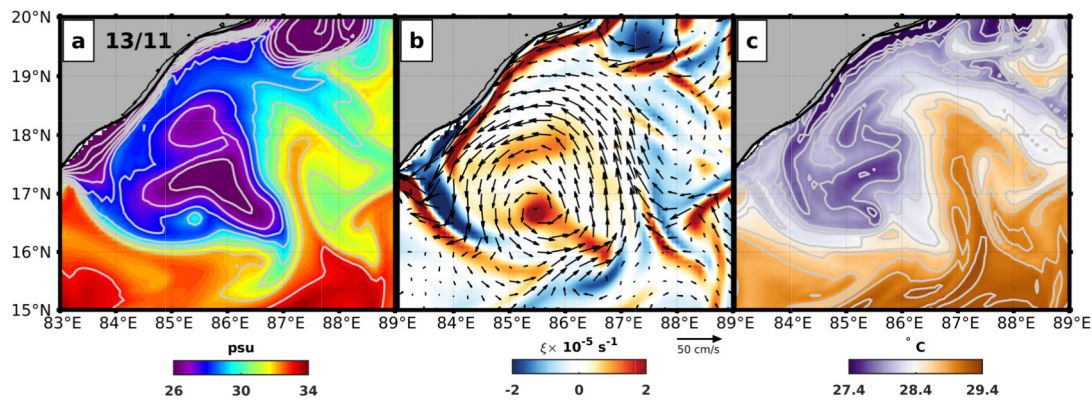 a 13/11
b
c
20°N
19°N
18°N
17°N
16°N
15°N
83°E 84°E 85°E 86°E 87°E 88°E 89°E 84°E 85°E 86°E 87°E 88°E 89°E 84°E 85°E 86°E 87°E 88°E 89°E
psu
26 30 34
ξ× 10⁻⁵ s⁻¹
-2 0 2
50 cm/s
°C
27.4 28.4 29.4